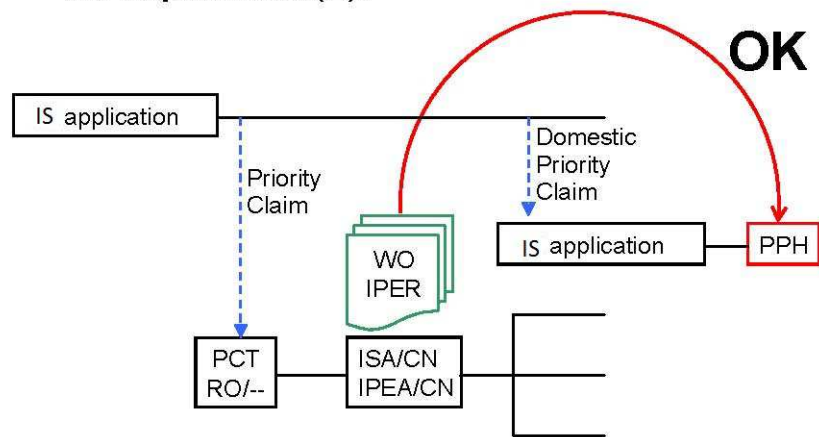 OK
IS application
Priority
Claim
Domestic
Priority
Claim
WO
IPER
IS application
PPH
PCT
RO/--
ISA/CN
IPEA/CN